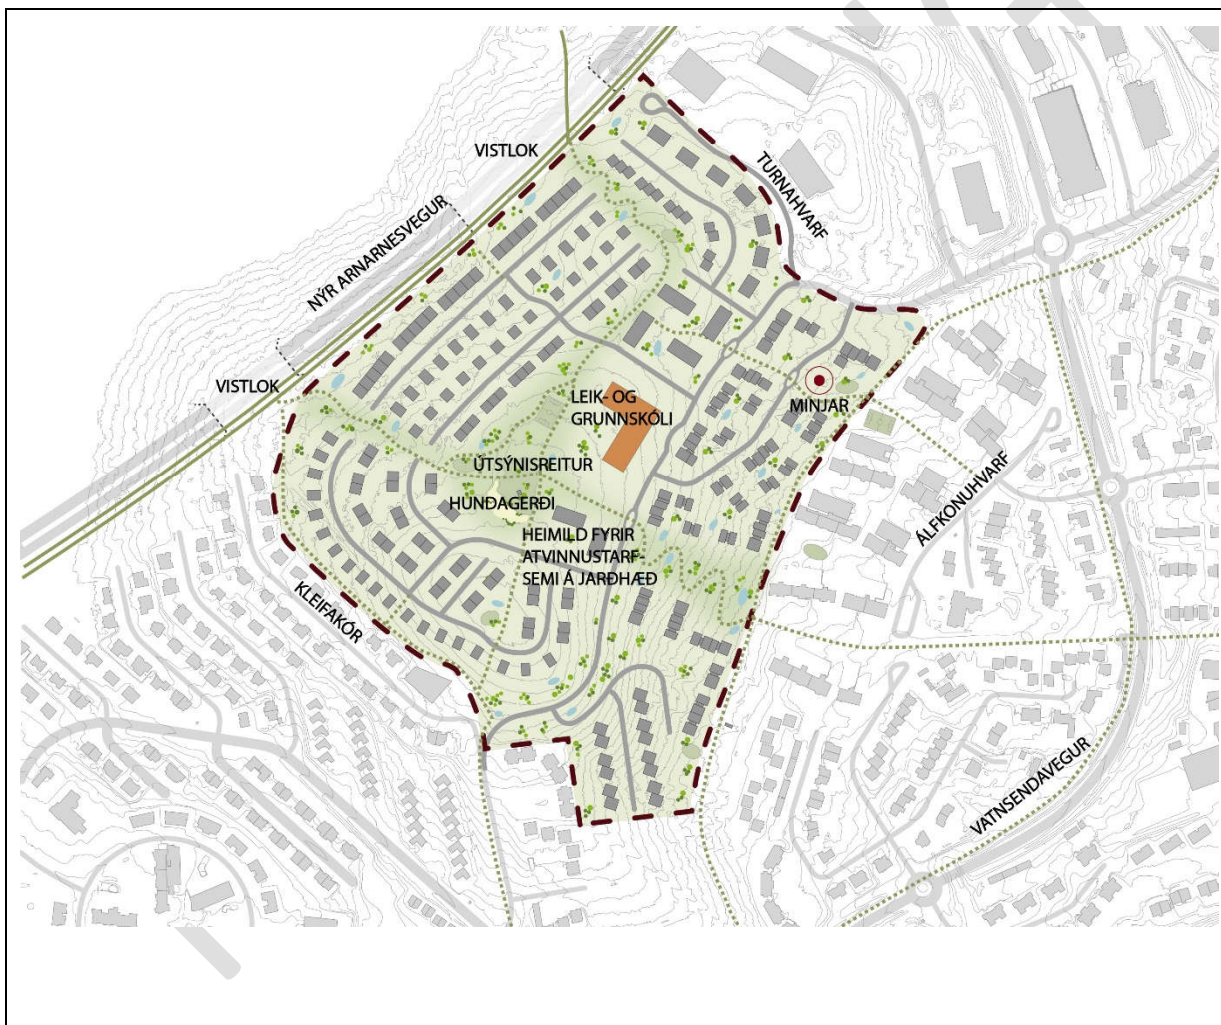 VISTLOK
TURNAHVARF
NÝR ARNARNESVEGUR
VISTLOK
LEIK- OG
GRUNNSKÓLI
MINJAR
ÚTSÝNISREITUR
HUNDAGERÐI
HEIMILD FYRIR
ATVINNUSTARF-
SEMI Á JARÐHÆÐ
ÁLFKONUHVARF
KLEIFAKÓR
VATNSENDAVEGUR